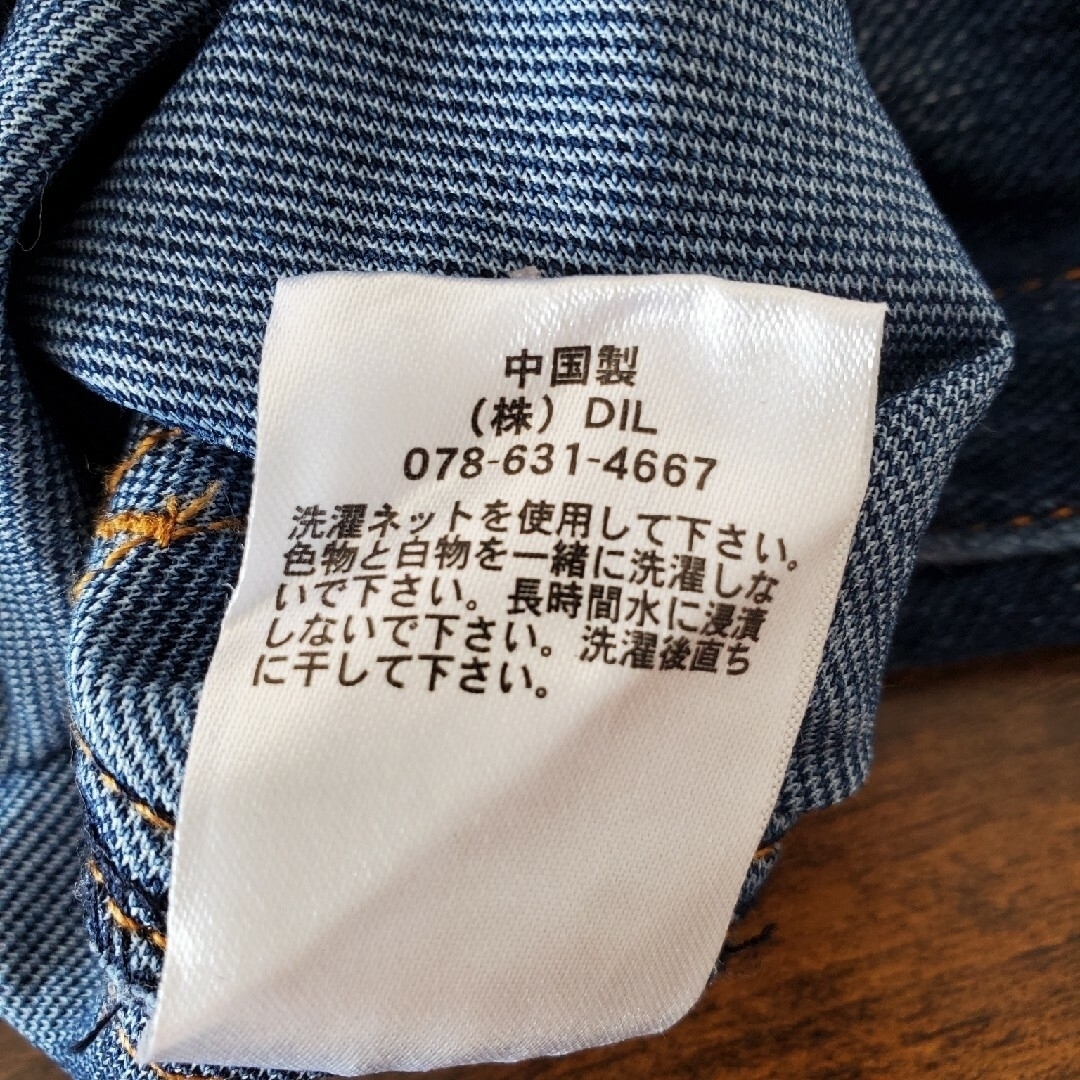 中国製
(株) DIL
078-631-4667
洗濯ネットを使用して下さい。
色物と白物を一緒に洗濯しな
いで下さい。長時間水に浸漬
しないで下さい。洗濯後直ち
に干して下さい。